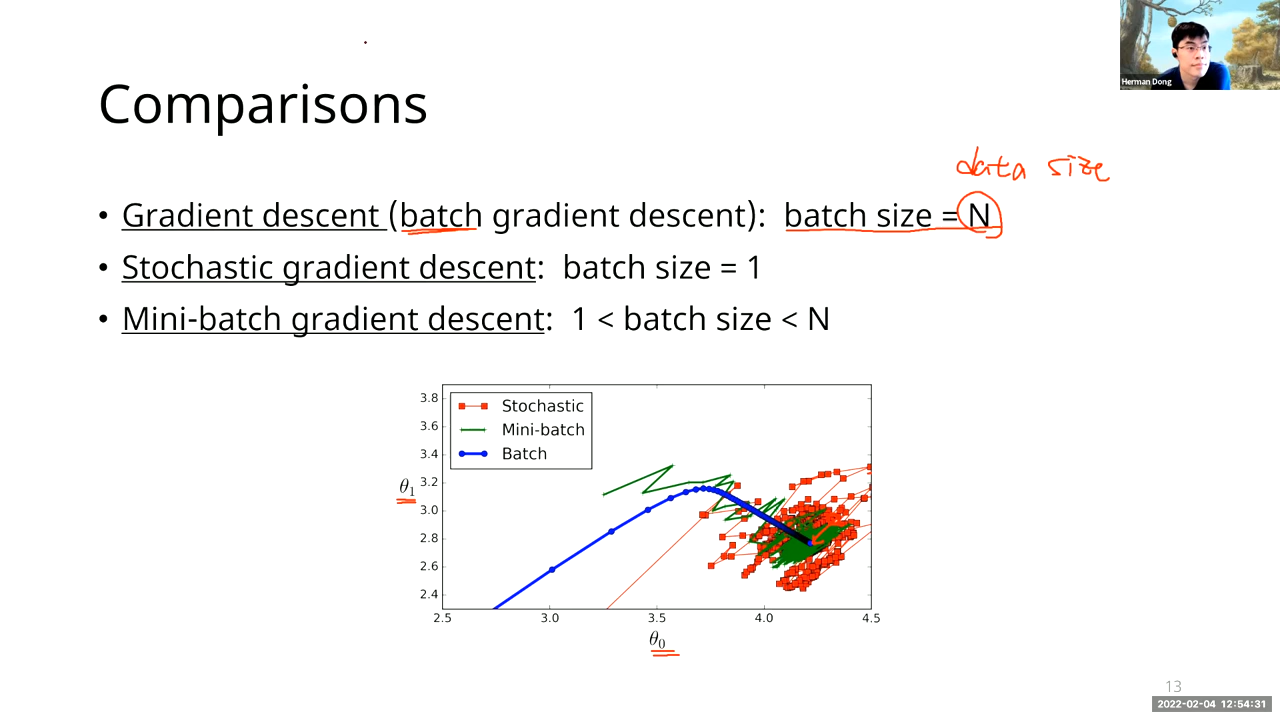 Herman Dong
Comparisons
data size
• Gradient descent (batch gradient descent): batch size = N
• Stochastic gradient descent: batch size = 1
• Mini-batch gradient descent: 1 < batch size < N
3.8
3.6
3.4
3.2
3.0
2.8
2.6
2.4
Stochastic
Mini-batch
Batch
θ₁
2.5 3.0 3.5 4.0 4.5
θ₀
13
2022-02-04 12:54:31